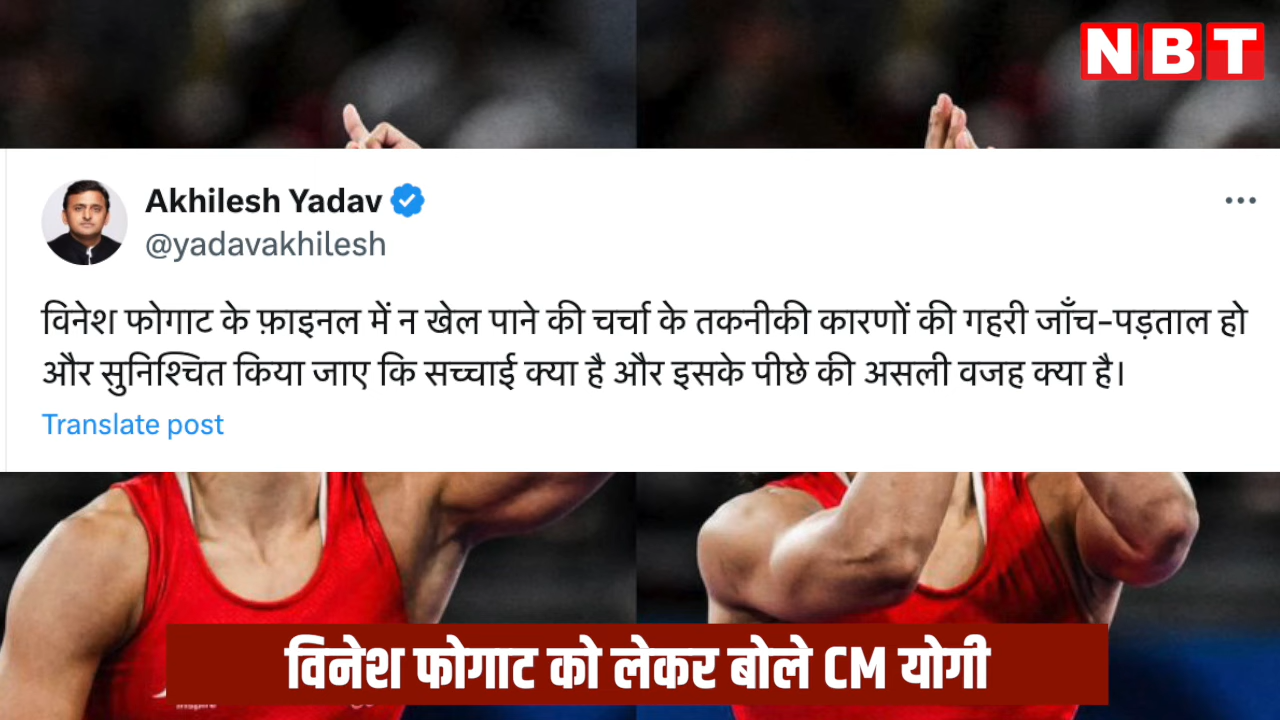 NBT
Akhilesh Yadav
@yadavakhilesh
विनेश फोगाट के फ़ाइनल में न खेल पाने की चर्चा के तकनीकी कारणों की गहरी जाँच-पड़ताल हो
और सुनिश्चित किया जाए कि सच्चाई क्या है और इसके पीछे की असली वजह क्या है।
Translate post
विनेश फोगाट को लेकर बोले CM योगी